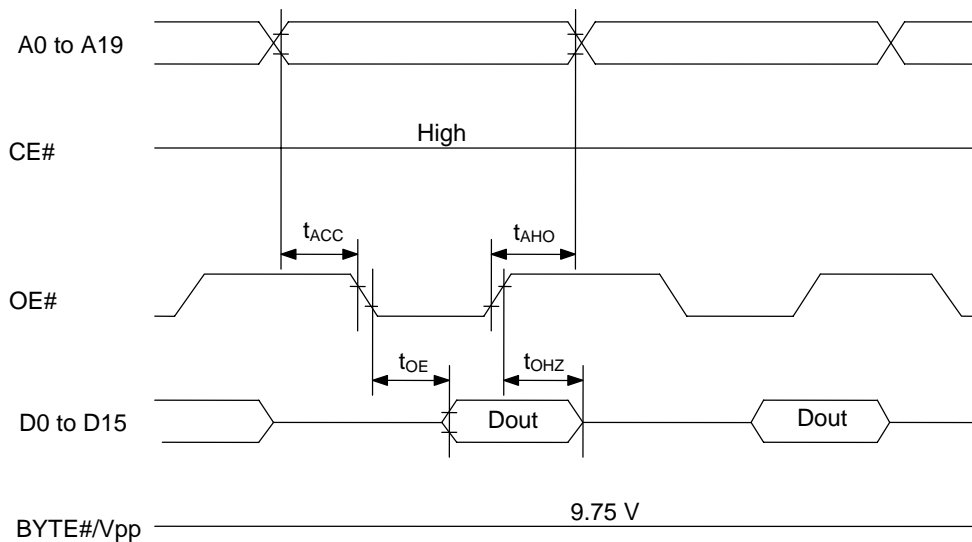 A0 to A19
High
CE#
tACC
tAHO
OE#
tOE
tOHZ
D0 to D15
Dout
Dout
9.75 V
BYTE#/Vpp